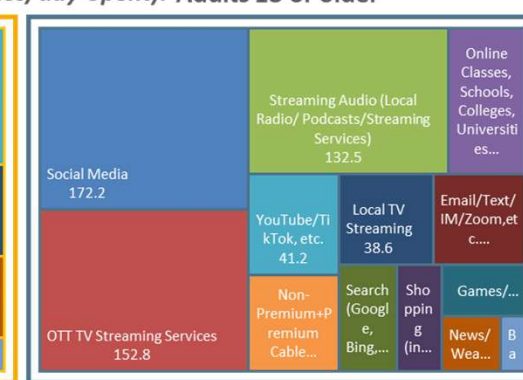 day Spent): Adults 18 or older
Social Media
172.2
OTT TV Streaming Services
152.8
Streaming Audio (Local
Radio/ Podcasts/Streaming
Services)
132.5
Online
Classes,
Schools,
Colleges,
Universiti
es...
YouTube/Ti
kTok, etc.
41.2
Local TV
Streaming
38.6
Email/Text/
IM/Zoom,et
c....
Non-
Premium+P
remium
Cable...
Search
(Googl
e,
Bing,...
Sho
ppin
g
(in...
Games/...
News/
Wea...
B
a